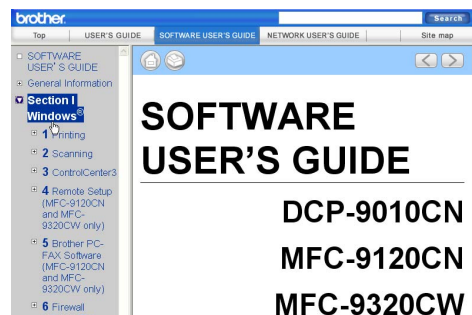 brother.
Search
Top USER'S GUIDE SOFTWARE USER'S GUIDE NETWORK USER'S GUIDE Site map
SOFTWARE
USER'S GUIDE
General Information
Section I
Windows®
1 Printing
2 Scanning
3 ControlCenter3
4 Remote Setup
(MFC-9120CN
and MFC-
9320CW only)
5 Brother PC-
FAX Software
(MFC-9120CN
and MFC-
9320CW only)
6 Firewall
SOFTWARE
USER'S GUIDE
DCP-9010CN
MFC-9120CN
MFC-9320CW